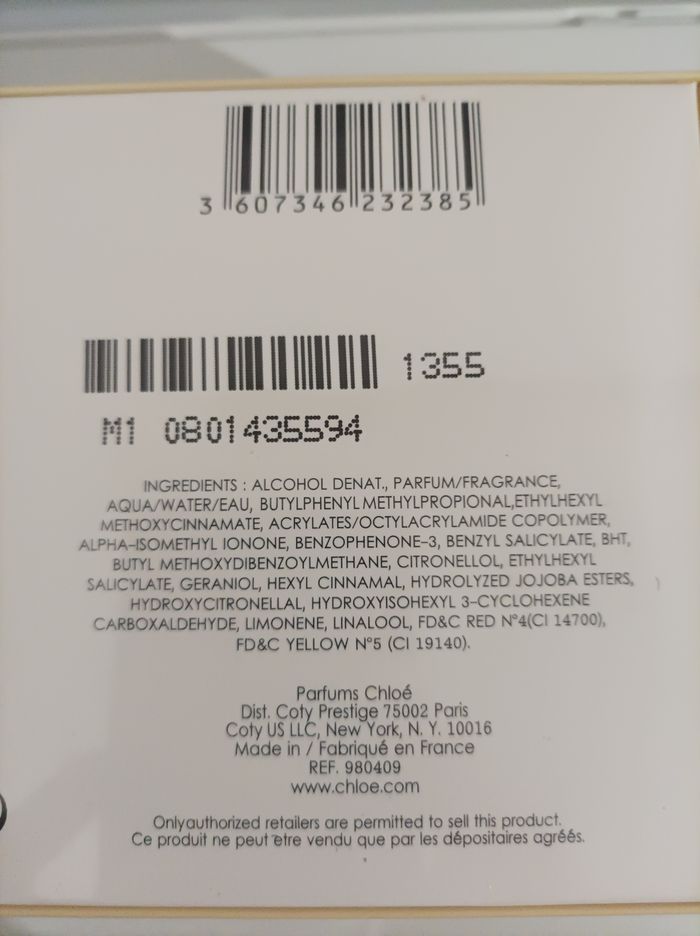 3 607346 232385
1355
M1 0801435594
INGREDIENTS : ALCOHOL DENAT., PARFUM/FRAGRANCE,
AQUA/WATER/EAU, BUTYLPHENYL METHYLPROPIONAL,ETHYLHEXYL
METHOXYCINNAMATE, ACRYLATES/OCTYLACRYLAMIDE COPOLYMER,
ALPHA-ISOMETHYL IONONE, BENZOPHENONE-3, BENZYL SALICYLATE, BHT,
BUTYL METHOXYDIBENZOYLMETHANE, CITRONELLOL, ETHYLHEXYL
SALICYLATE, GERANIOL, HEXYL CINNAMAL, HYDROLYZED JOJOBA ESTERS,
HYDROXYCITRONELLAL, HYDROXYISOHEXYL 3-CYCLOHEXENE
CARBOXALDEHYDE, LIMONENE, LINALOOL, FD&C RED N°4(CI 14700),
FD&C YELLOW N°5 (CI 19140).
Parfums Chloé
Dist. Coty Prestige 75002 Paris
Coty US LLC, New York, N. Y. 10016
Made in / Fabriqué en France
REF. 980409
www.chloe.com
Onlyauthorized retailers are permitted to sell this product.
Ce produit ne peut être vendu que par les dépositaires agréés.